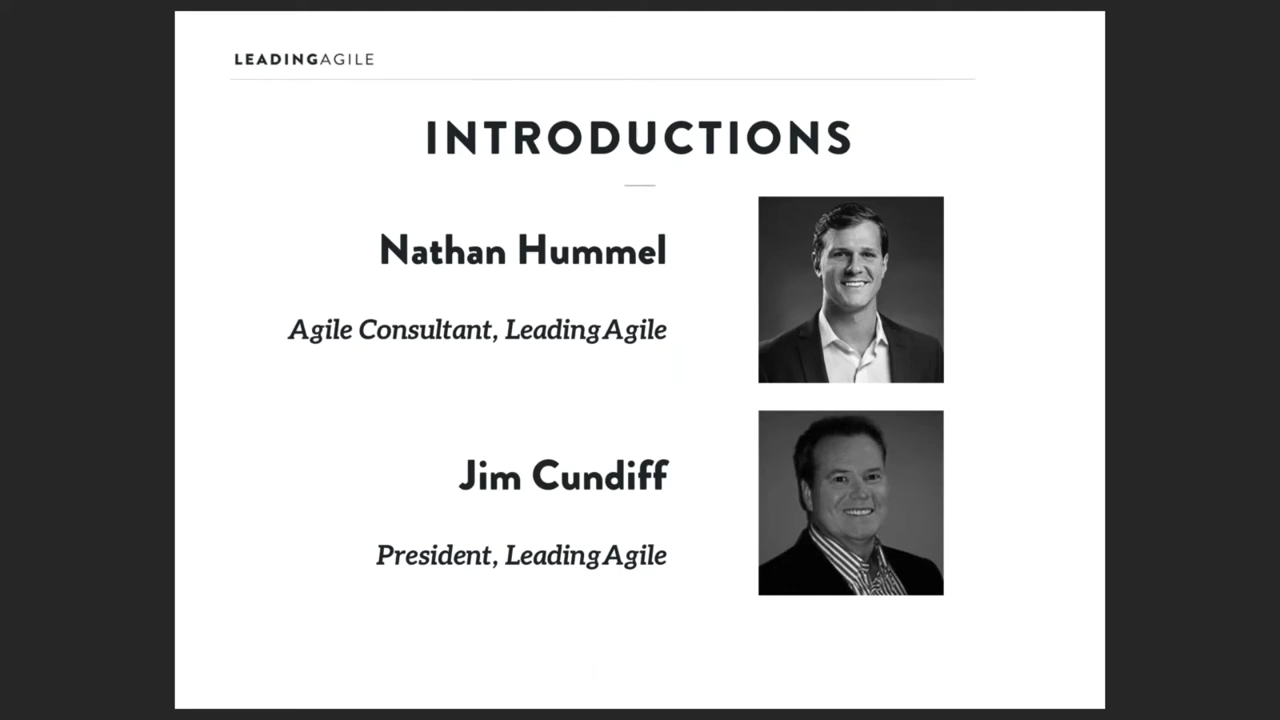 LEADINGAGILE
INTRODUCTIONS
Nathan Hummel
Agile Consultant, LeadingAgile
Jim Cundiff
President, LeadingAgile